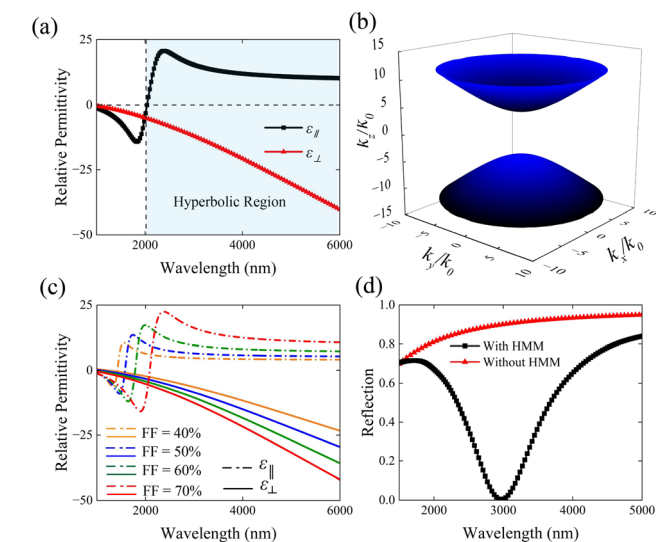 (a)
25
0
−25
−50
Relative Permittivity
2000
4000
6000
Wavelength (nm)
ε∥
ε⊥
Hyperbolic Region
(b)
15
10
5
0
−5
−10
−15
kz/k0
−10
−5
0
5
10
ky/k0
−10
−5
0
5
10
kx/k0
(c)
25
0
−25
−50
Relative Permittivity
FF = 40%
FF = 50%
FF = 60%
FF = 70%
ε∥
ε⊥
2000
4000
6000
Wavelength (nm)
(d)
1.0
0.8
0.6
0.4
0.2
0.0
Reflection
With HMM
Without HMM
2000
3000
4000
5000
Wavelength (nm)